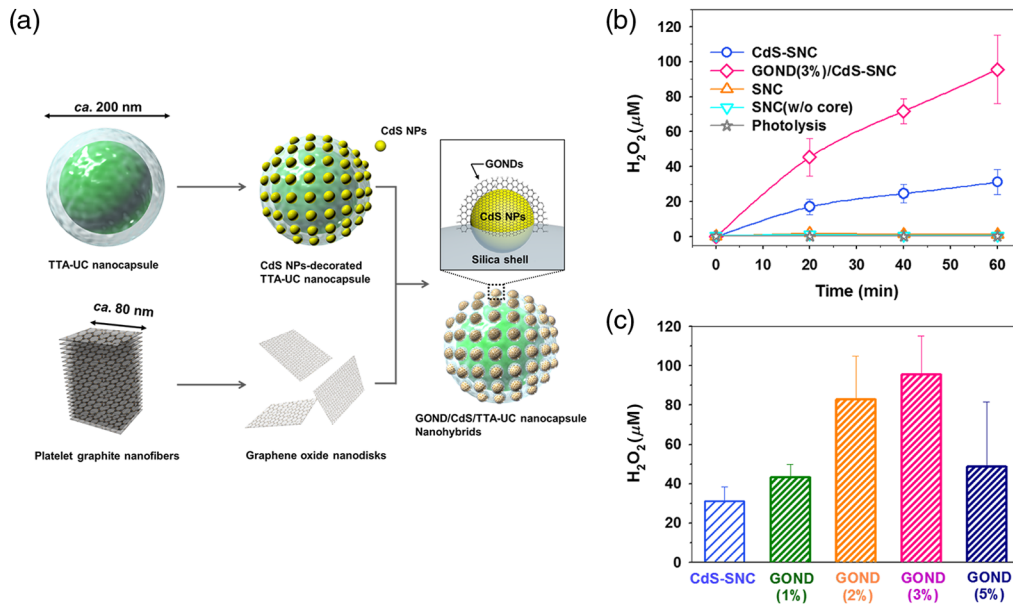 (a)
ca. 200 nm
TTA-UC nanocapsule
CdS NPs
CdS NPs-decorated
TTA-UC nanocapsule
GONDs
CdS NPs
Silica shell
ca. 80 nm
Platelet graphite nanofibers
Graphene oxide nanodisks
GOND/CdS/TTA-UC nanocapsule
Nanohybrids
(b)
H₂O₂(μM)
120
100
80
60
40
20
0
CdS-SNC
GOND(3%)/CdS-SNC
SNC
SNC(w/o core)
Photolysis
0 10 20 30 40 50 60
Time (min)
(c)
H₂O₂(μM)
120
100
80
60
40
20
0
CdS-SNC GOND GOND GOND GOND
(1%) (2%) (3%) (5%)